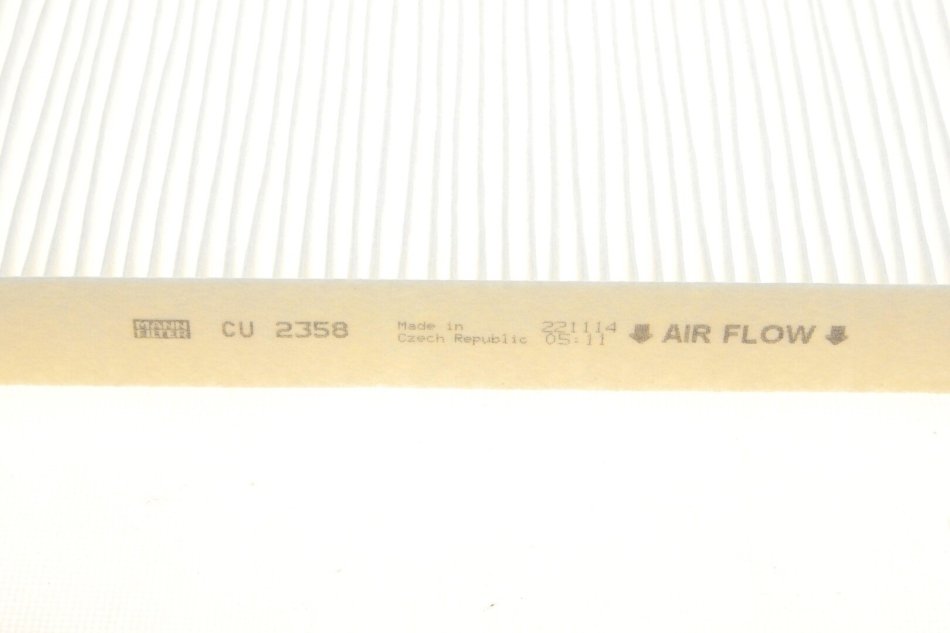 MANN
FILTER
CU 2358
Made in
Czech Republic
221114
05:11
AIR FLOW